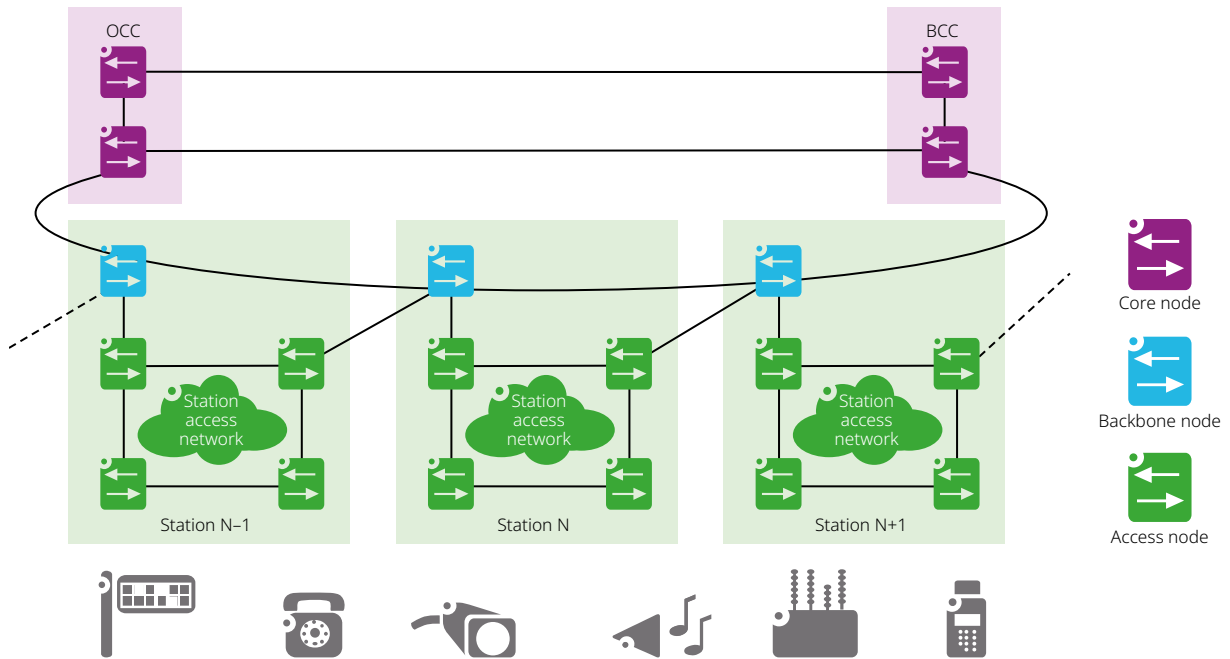 OCC
BCC
Core node
Backbone node
Access node
Station
access
network
Station
access
network
Station
access
network
Station N–1
Station N
Station N+1